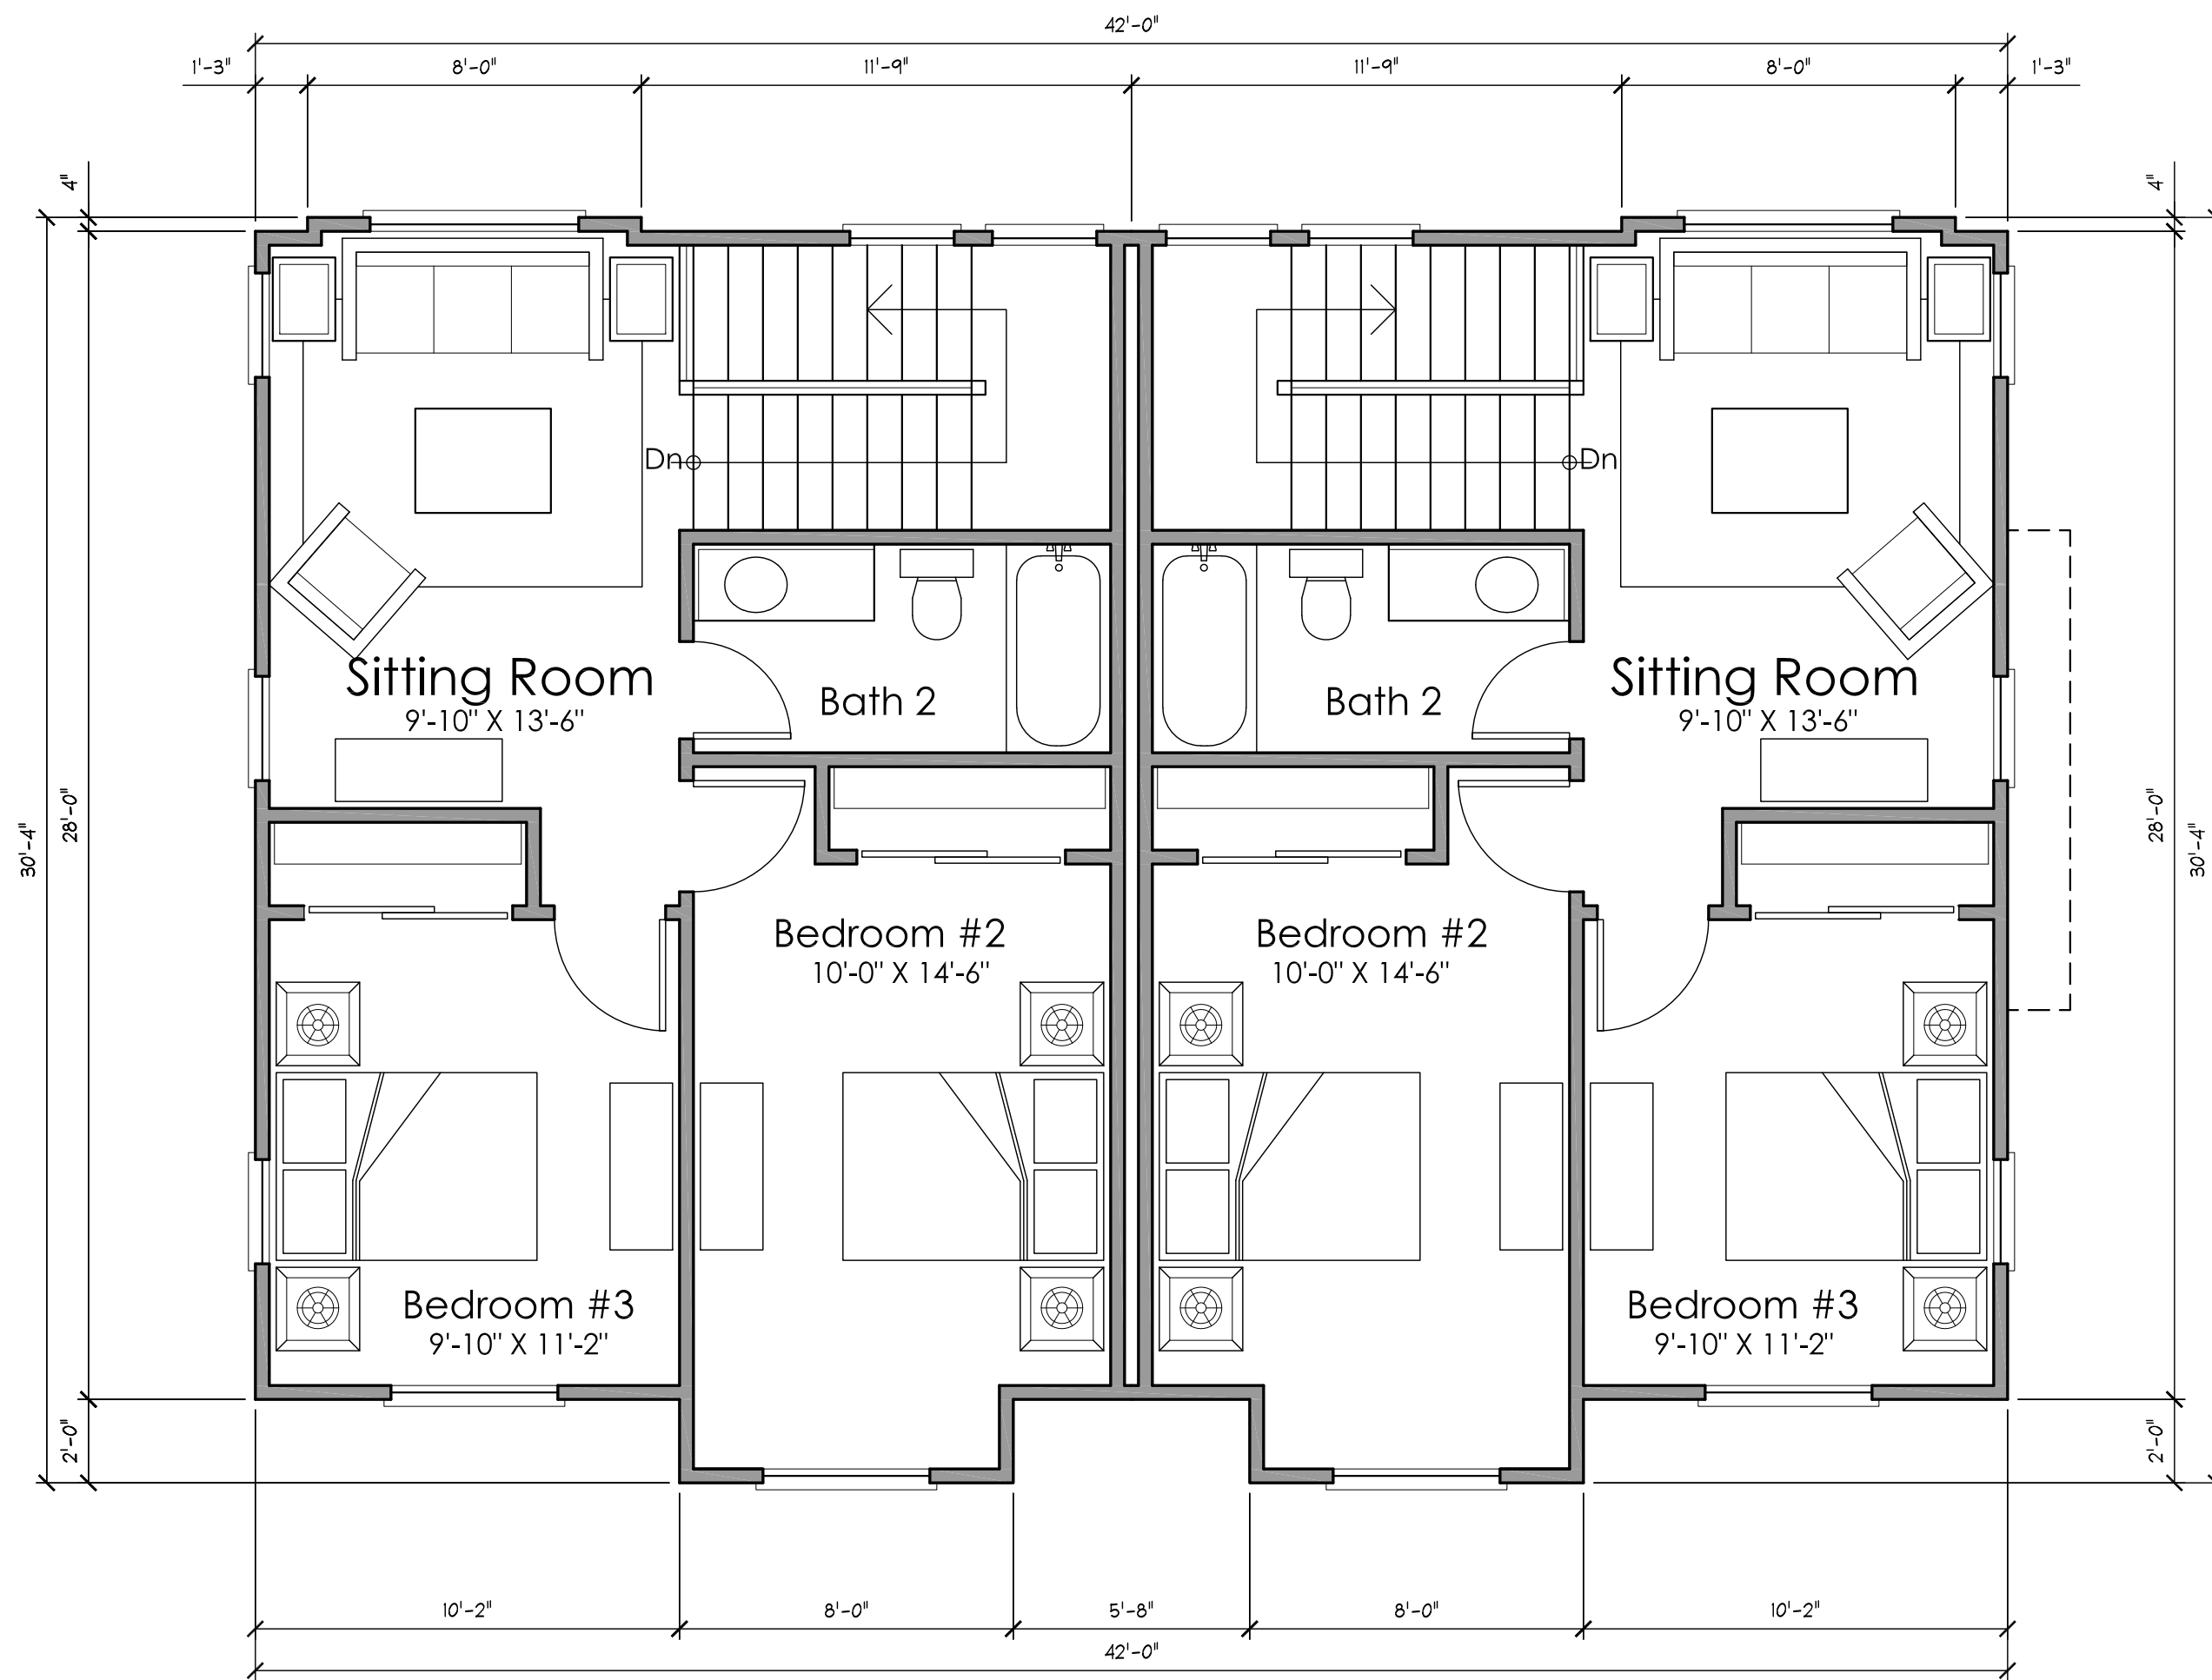 42'-0"
1'-3"
8'-0"
11'-9"
11'-9"
8'-0"
1'-3"
4"
4"
Dn
Dn
Sitting Room
9'-10" X 13'-6"
Bath 2
Bath 2
Sitting Room
9'-10" X 13'-6"
30'-4"
28'-0"
28'-0"
30'-4"
Bedroom #2
10'-0" X 14'-6"
Bedroom #2
10'-0" X 14'-6"
Bedroom #3
9'-10" X 11'-2"
Bedroom #3
9'-10" X 11'-2"
2'-0"
2'-0"
10'-2"
8'-0"
5'-8"
8'-0"
10'-2"
42'-0"